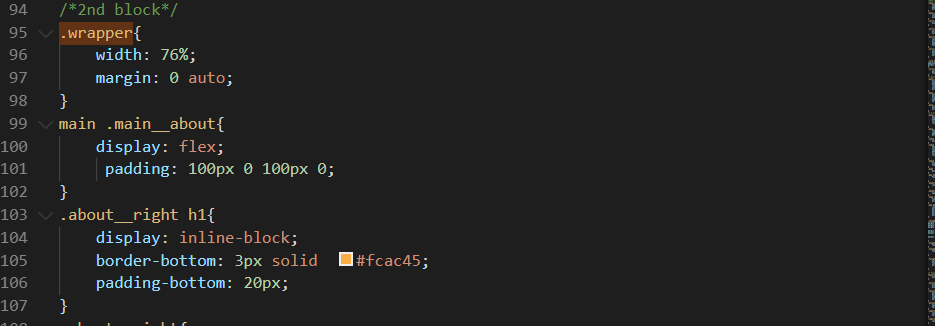 94 /*2nd block*/
95 .wrapper{
96 width: 76%;
97 margin: 0 auto;
98 }
99 main .main__about{
100 display: flex;
101 padding: 100px 0 100px 0;
102 }
103 .about__right h1{
104 display: inline-block;
105 border-bottom: 3px solid #fcac45;
106 padding-bottom: 20px;
107 }